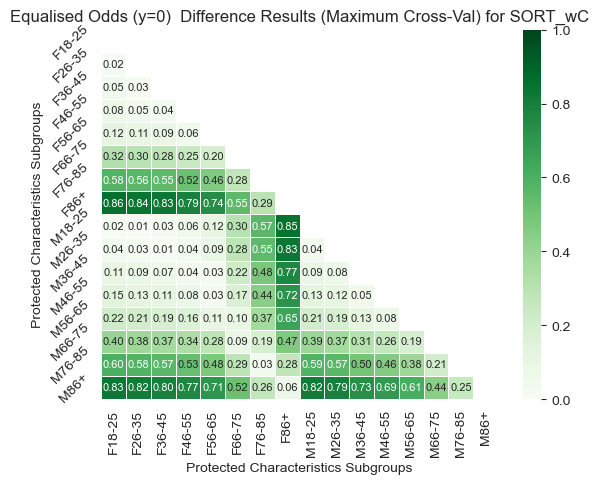 Equalised Odds (y=0)  Difference Results (Maximum Cross-Val) for SORT_wC
Protected Characteristics Subgroups
F18-25
F26-35 0.02
F36-45 0.05 0.03
F46-55 0.08 0.05 0.04
F56-65 0.12 0.11 0.09 0.06
F66-75 0.32 0.30 0.28 0.25 0.20
F76-85 0.58 0.56 0.55 0.52 0.46 0.28
F86+ 0.86 0.84 0.83 0.79 0.74 0.55 0.29
M18-25 0.02 0.01 0.03 0.06 0.12 0.30 0.57 0.85
M26-35 0.04 0.03 0.01 0.04 0.09 0.28 0.55 0.83 0.04
M36-45 0.11 0.09 0.07 0.04 0.03 0.22 0.48 0.77 0.09 0.08
M46-55 0.15 0.13 0.11 0.08 0.03 0.17 0.44 0.72 0.13 0.12 0.05
M56-65 0.22 0.21 0.19 0.16 0.11 0.10 0.37 0.65 0.21 0.19 0.13 0.08
M66-75 0.40 0.38 0.37 0.34 0.28 0.09 0.19 0.47 0.39 0.37 0.31 0.26 0.19
M76-85 0.60 0.58 0.57 0.53 0.48 0.29 0.03 0.28 0.59 0.57 0.50 0.46 0.38 0.21
M86+ 0.83 0.82 0.80 0.77 0.71 0.52 0.26 0.06 0.82 0.79 0.73 0.69 0.61 0.44 0.25
F18-25 F26-35 F36-45 F46-55 F56-65 F66-75 F76-85 F86+ M18-25 M26-35 M36-45 M46-55 M56-65 M66-75 M76-85 M86+
Protected Characteristics Subgroups
1.0
0.8
0.6
0.4
0.2
0.0